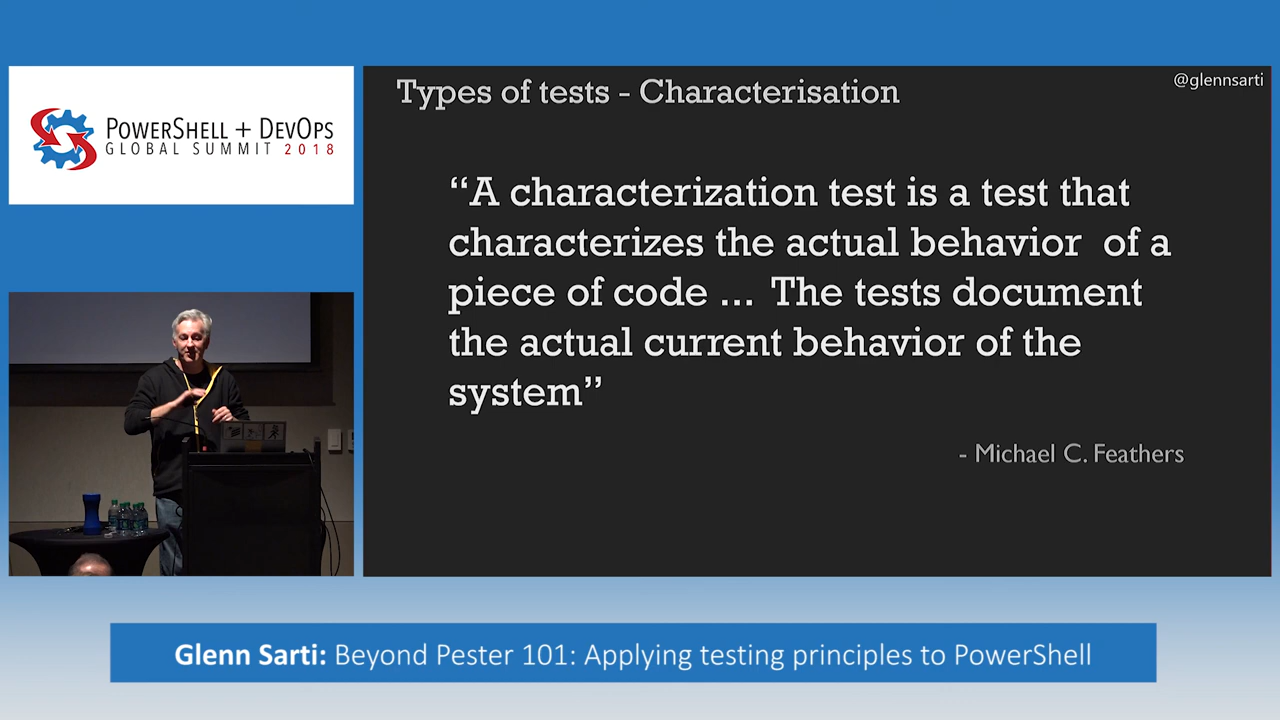 POWERSHELL + DEVOPS
GLOBAL SUMMIT 2018
@glennsarti
Types of tests - Characterisation
“A characterization test is a test that
characterizes the actual behavior of a
piece of code ... The tests document
the actual current behavior of the
system”
- Michael C. Feathers
Glenn Sarti: Beyond Pester 101: Applying testing principles to PowerShell